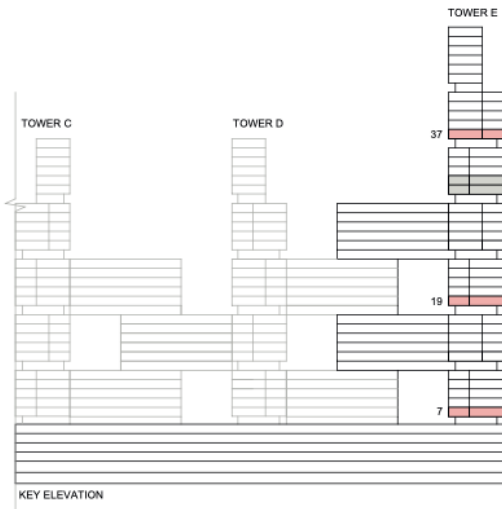 TOWER E
TOWER C
TOWER D
37
19
7
KEY ELEVATION